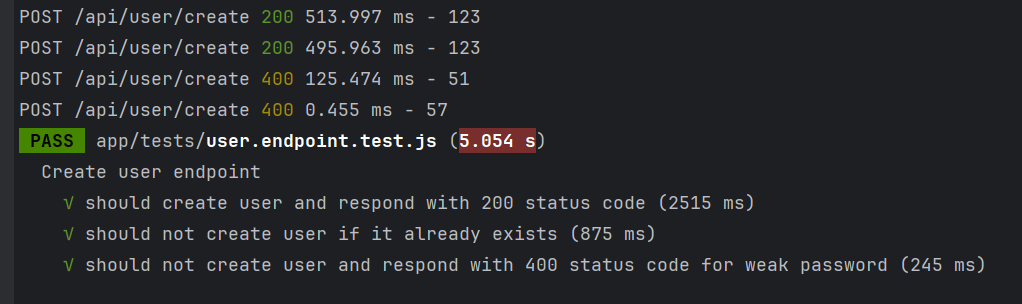 POST /api/user/create 200 513.997 ms - 123
POST /api/user/create 200 495.963 ms - 123
POST /api/user/create 400 125.474 ms - 51
POST /api/user/create 400 0.455 ms - 57
PASS app/tests/user.endpoint.test.js (5.054 s)
Create user endpoint
√ should create user and respond with 200 status code (2515 ms)
√ should not create user if it already exists (875 ms)
√ should not create user and respond with 400 status code for weak password (245 ms)